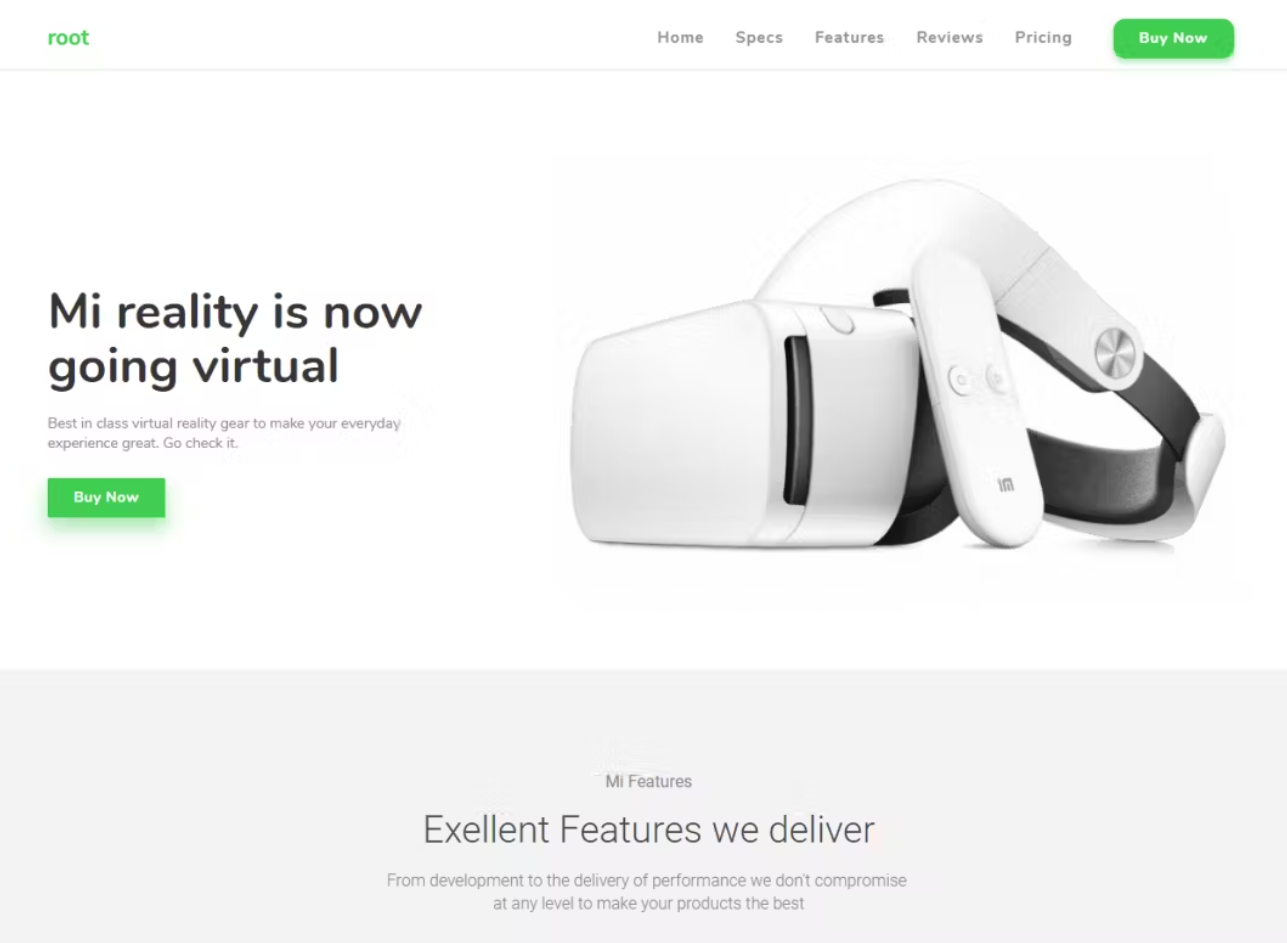 root
Home Specs Features Reviews Pricing Buy Now
Mi reality is now
going virtual
Best in class virtual reality gear to make your everyday
experience great. Go check it.
Buy Now
Mi Features
Exellent Features we deliver
From development to the delivery of performance we don't compromise
at any level to make your products the best